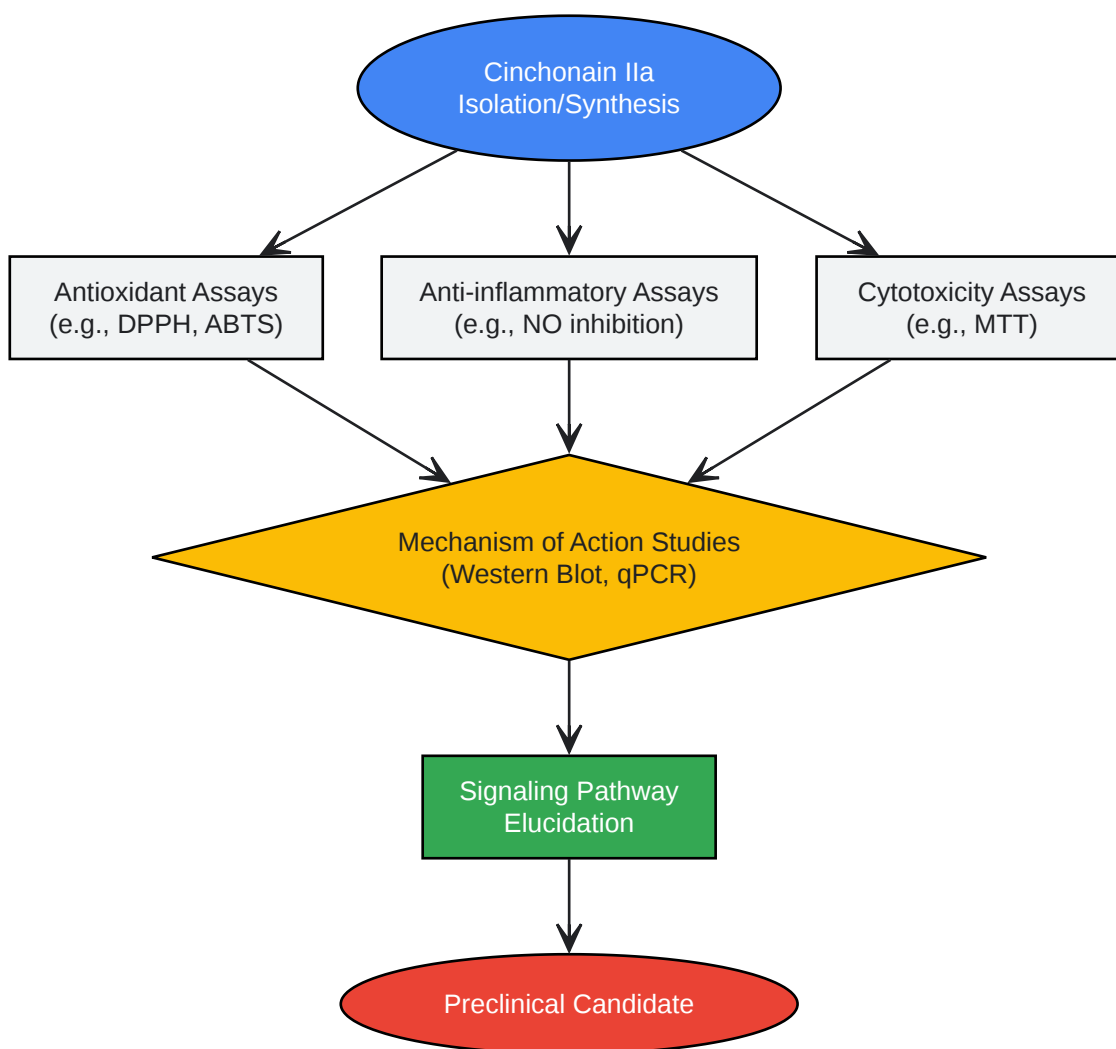 Cinchonain IIa
Isolation/Synthesis
Antioxidant Assays
(e.g., DPPH, ABTS)
Anti-inflammatory Assays
(e.g., NO inhibition)
Cytotoxicity Assays
(e.g., MTT)
Mechanism of Action Studies
(Western Blot, qPCR)
Signaling Pathway
Elucidation
Preclinical Candidate